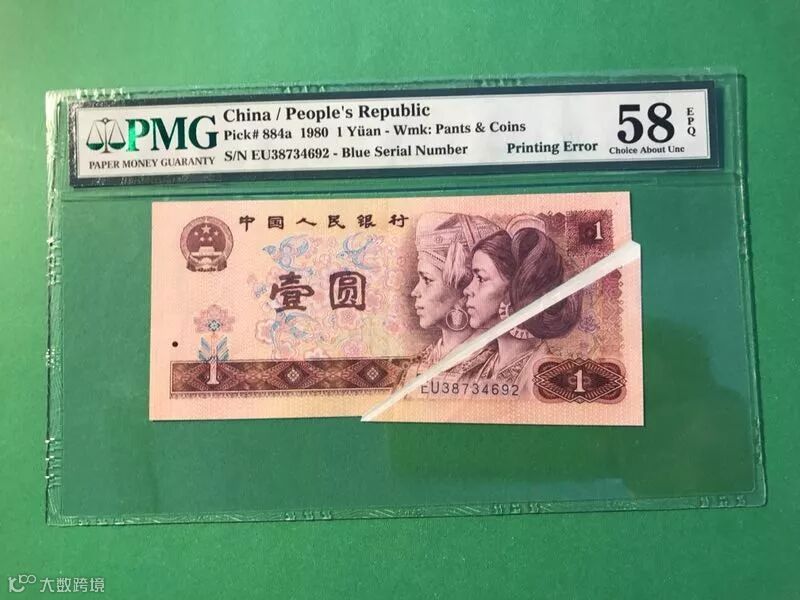 China / People's Republic
PMG
Pick# 884a 1980 1 Yüan - Wmk: Pants & Coins
PAPER MONEY GUARANTY
S/N EU38734692 - Blue Serial Number
Printing Error
58
EPQ
Choice About Unc
中国人民银行
1
壹圆
1
EU38734692
1
大数跨境